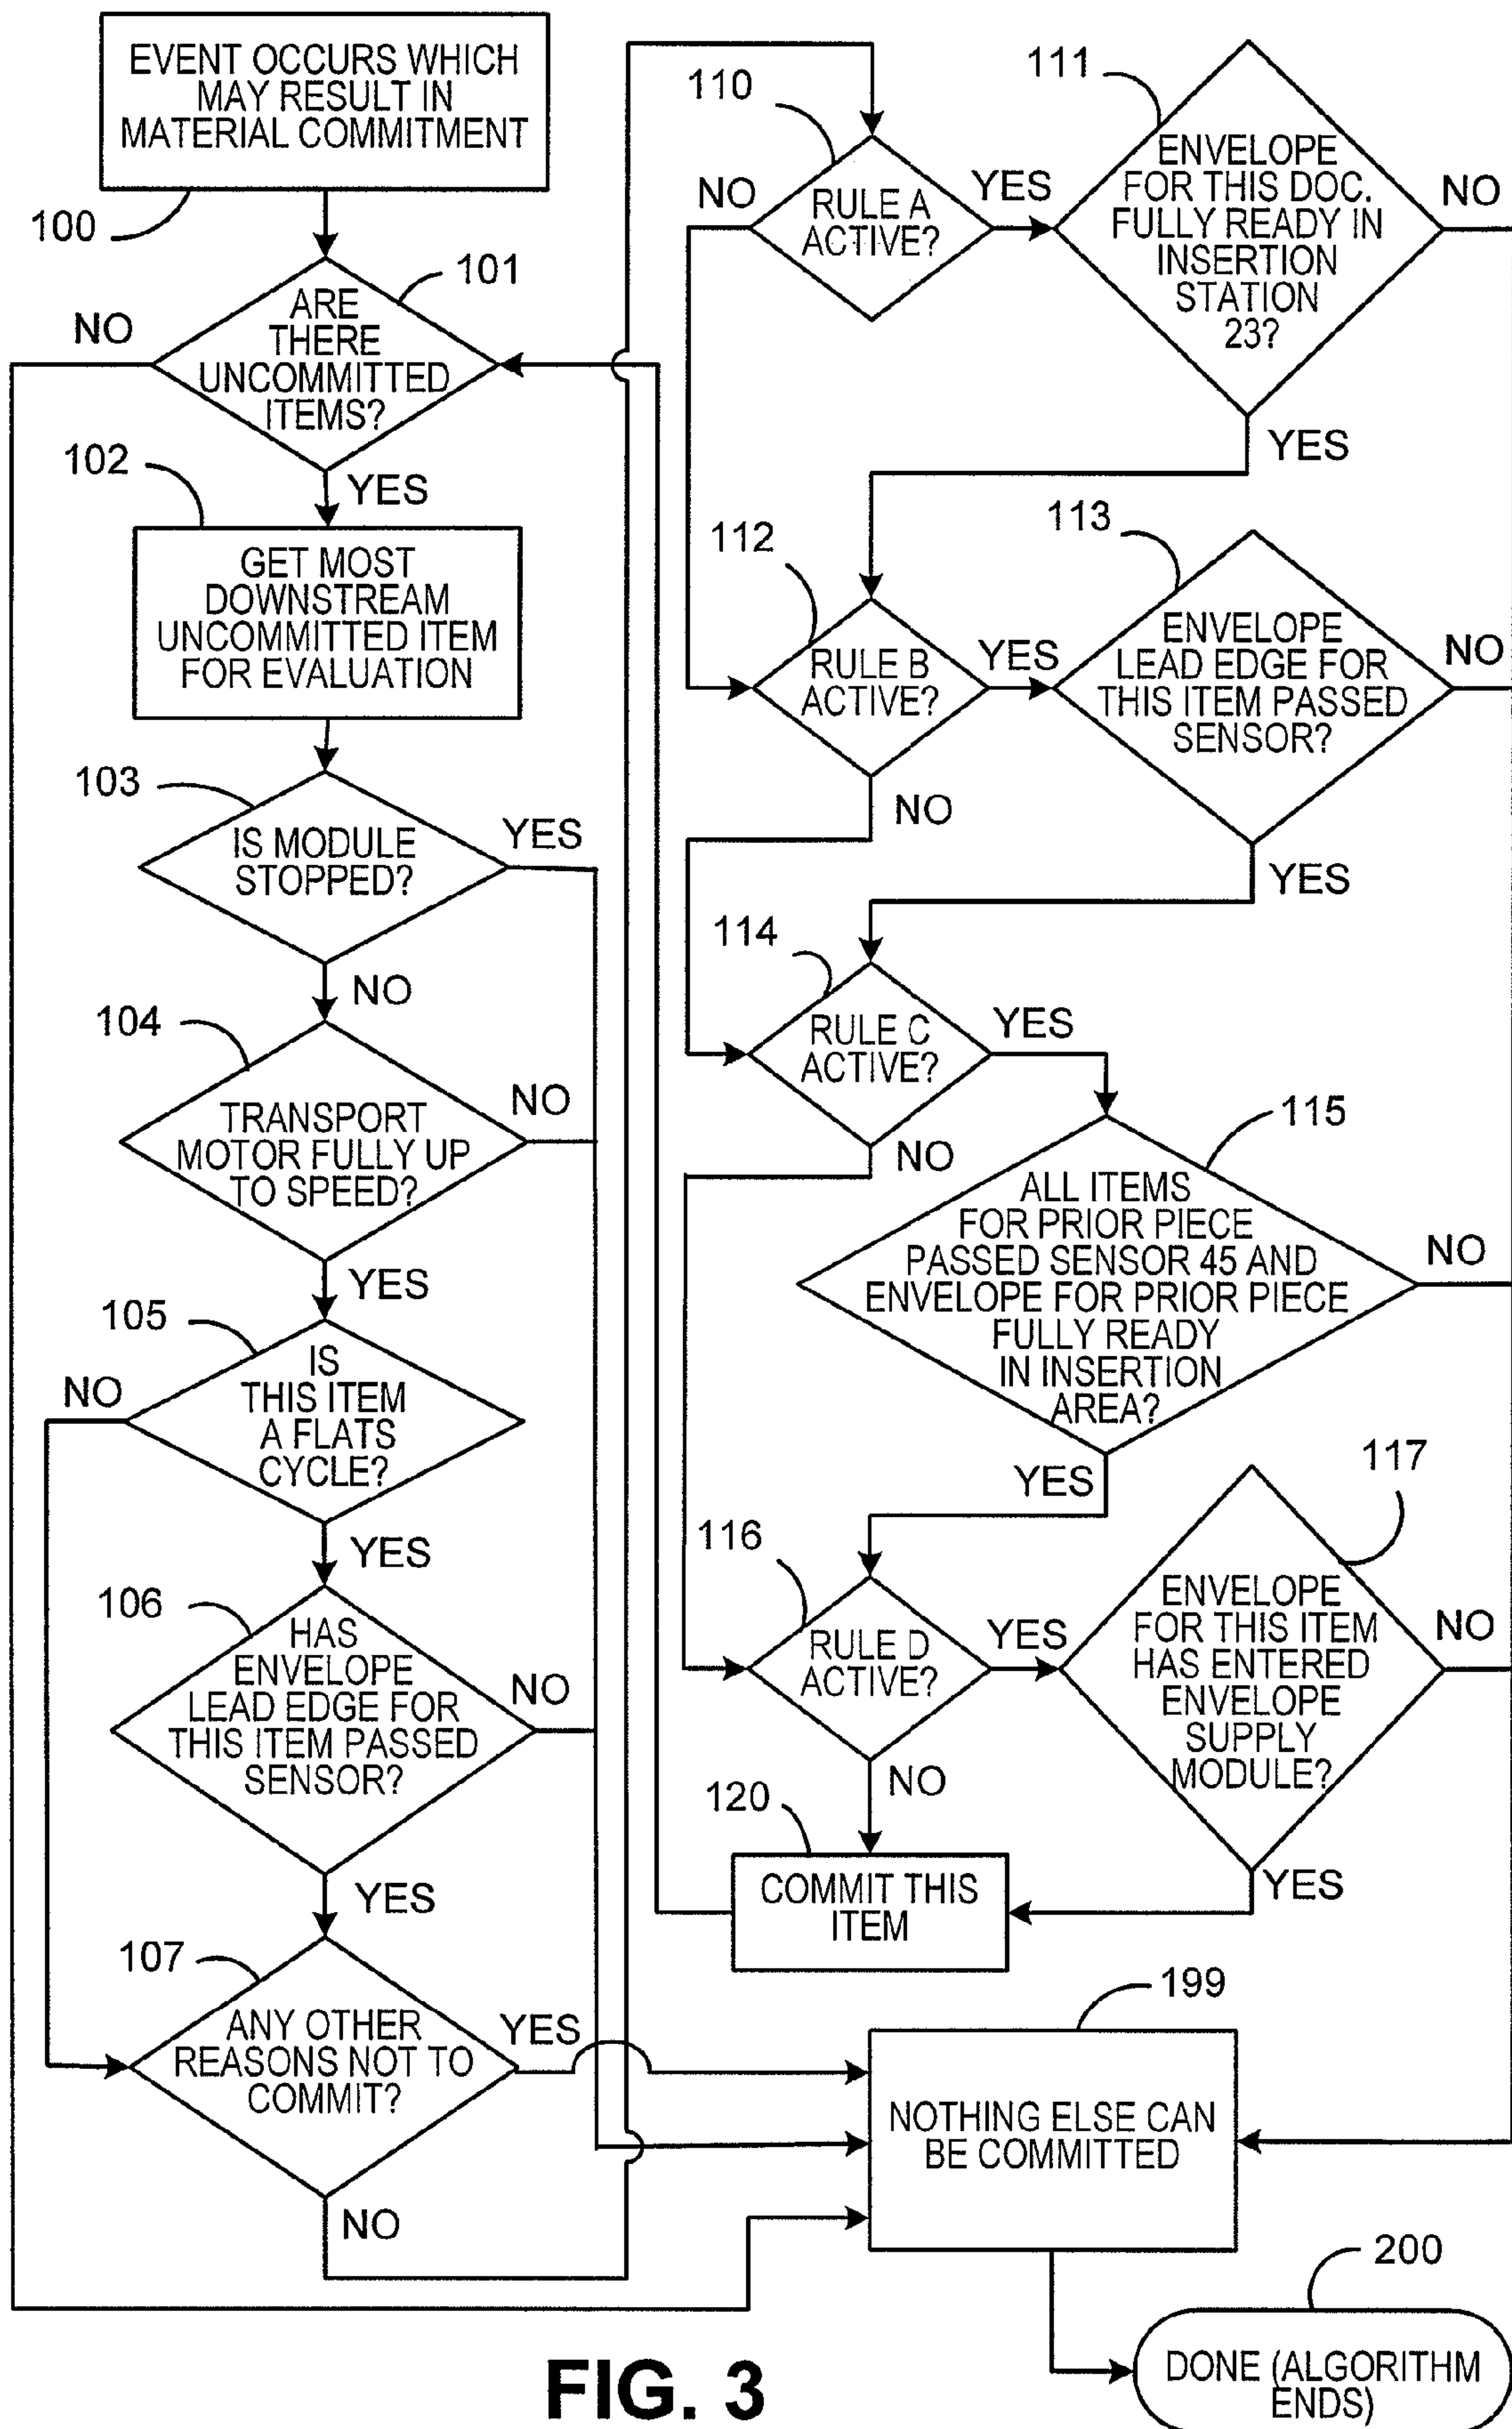 EVENT OCCURS WHICH
MAY RESULT IN
MATERIAL COMMITMENT
100
101
ARE
THERE
UNCOMMITTED
ITEMS?
NO
YES
102
GET MOST
DOWNSTREAM
UNCOMMITTED ITEM
FOR EVALUATION
103
IS MODULE
STOPPED?
YES
NO
104
TRANSPORT
MOTOR FULLY UP
TO SPEED?
NO
YES
105
IS
THIS ITEM
A FLATS
CYCLE?
NO
YES
106
HAS
ENVELOPE
LEAD EDGE FOR
THIS ITEM PASSED
SENSOR?
NO
YES
107
ANY OTHER
REASONS NOT TO
COMMIT?
YES
NO
110
RULE A
ACTIVE?
NO
YES
111
ENVELOPE
FOR THIS DOC.
FULLY READY IN
INSERTION
STATION
23?
NO
YES
112
RULE B
ACTIVE?
YES
NO
113
ENVELOPE
LEAD EDGE FOR
THIS ITEM PASSED
SENSOR?
NO
YES
114
RULE C
ACTIVE?
YES
NO
115
ALL ITEMS
FOR PRIOR PIECE
PASSED SENSOR 45 AND
ENVELOPE FOR PRIOR PIECE
FULLY READY
IN INSERTION
AREA?
NO
YES
116
RULE D
ACTIVE?
YES
NO
117
ENVELOPE
FOR THIS ITEM
HAS ENTERED
ENVELOPE
SUPPLY
MODULE?
NO
YES
120
COMMIT THIS
ITEM
199
NOTHING ELSE CAN
BE COMMITTED
200
DONE (ALGORITHM
ENDS)
FIG. 3